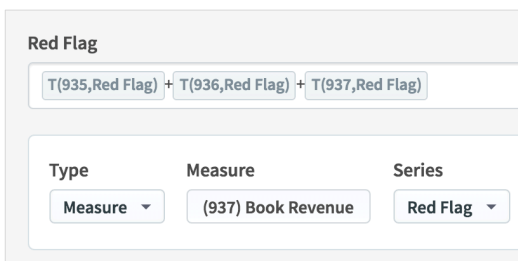 Red Flag
T(935,Red Flag) + T(936,Red Flag) + T(937,Red Flag)
Type Measure Series
Measure (937) Book Revenue Red Flag